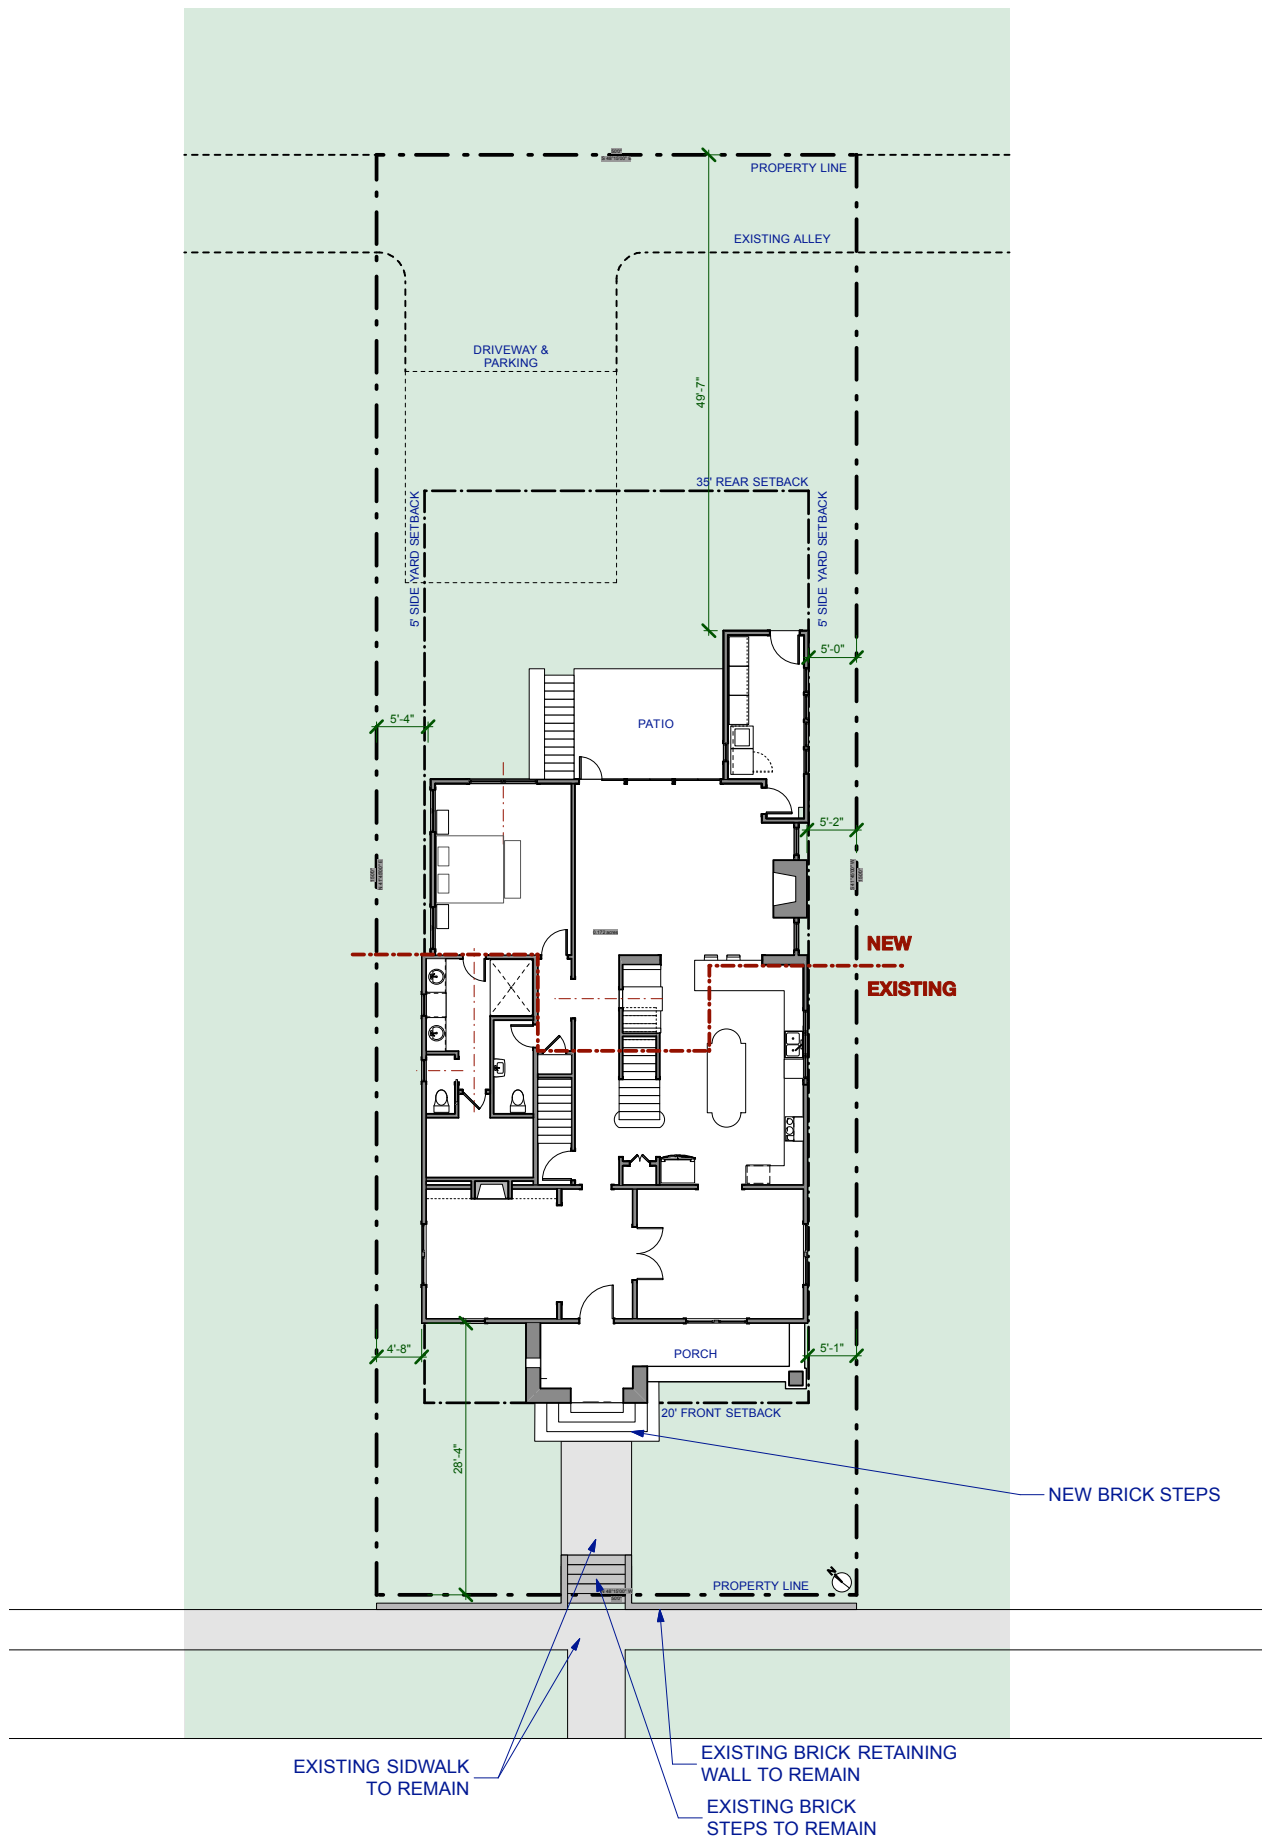 PROPERTY LINE
EXISTING ALLEY
DRIVEWAY &
PARKING
49'-7"
35' REAR SETBACK
5' SIDE YARD SETBACK
5' SIDE YARD SETBACK
5'-0"
5'-4"
PATIO
5'-2"
NEW
EXISTING
4'-8"
PORCH
5'-1"
20' FRONT SETBACK
28'-4"
NEW BRICK STEPS
N
PROPERTY LINE
EXISTING SIDWALK
TO REMAIN
EXISTING BRICK RETAINING
WALL TO REMAIN
EXISTING BRICK
STEPS TO REMAIN